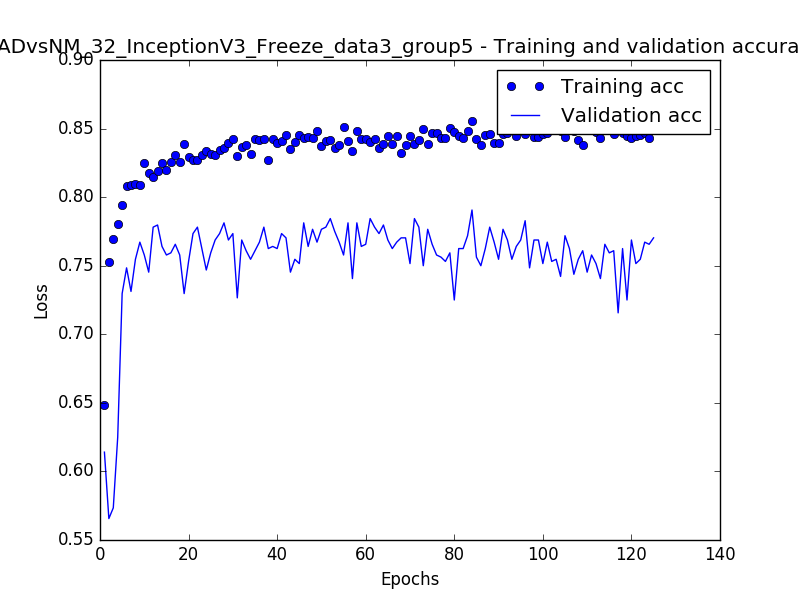 ADvsNM_32_InceptionV3_Freeze_data3_group5 - Training and validation accura
0.90
0.85
0.80
0.75
0.70
0.65
0.60
0.55
Training acc
Validation acc
Loss
0 20 40 60 80 100 120 140
Epochs